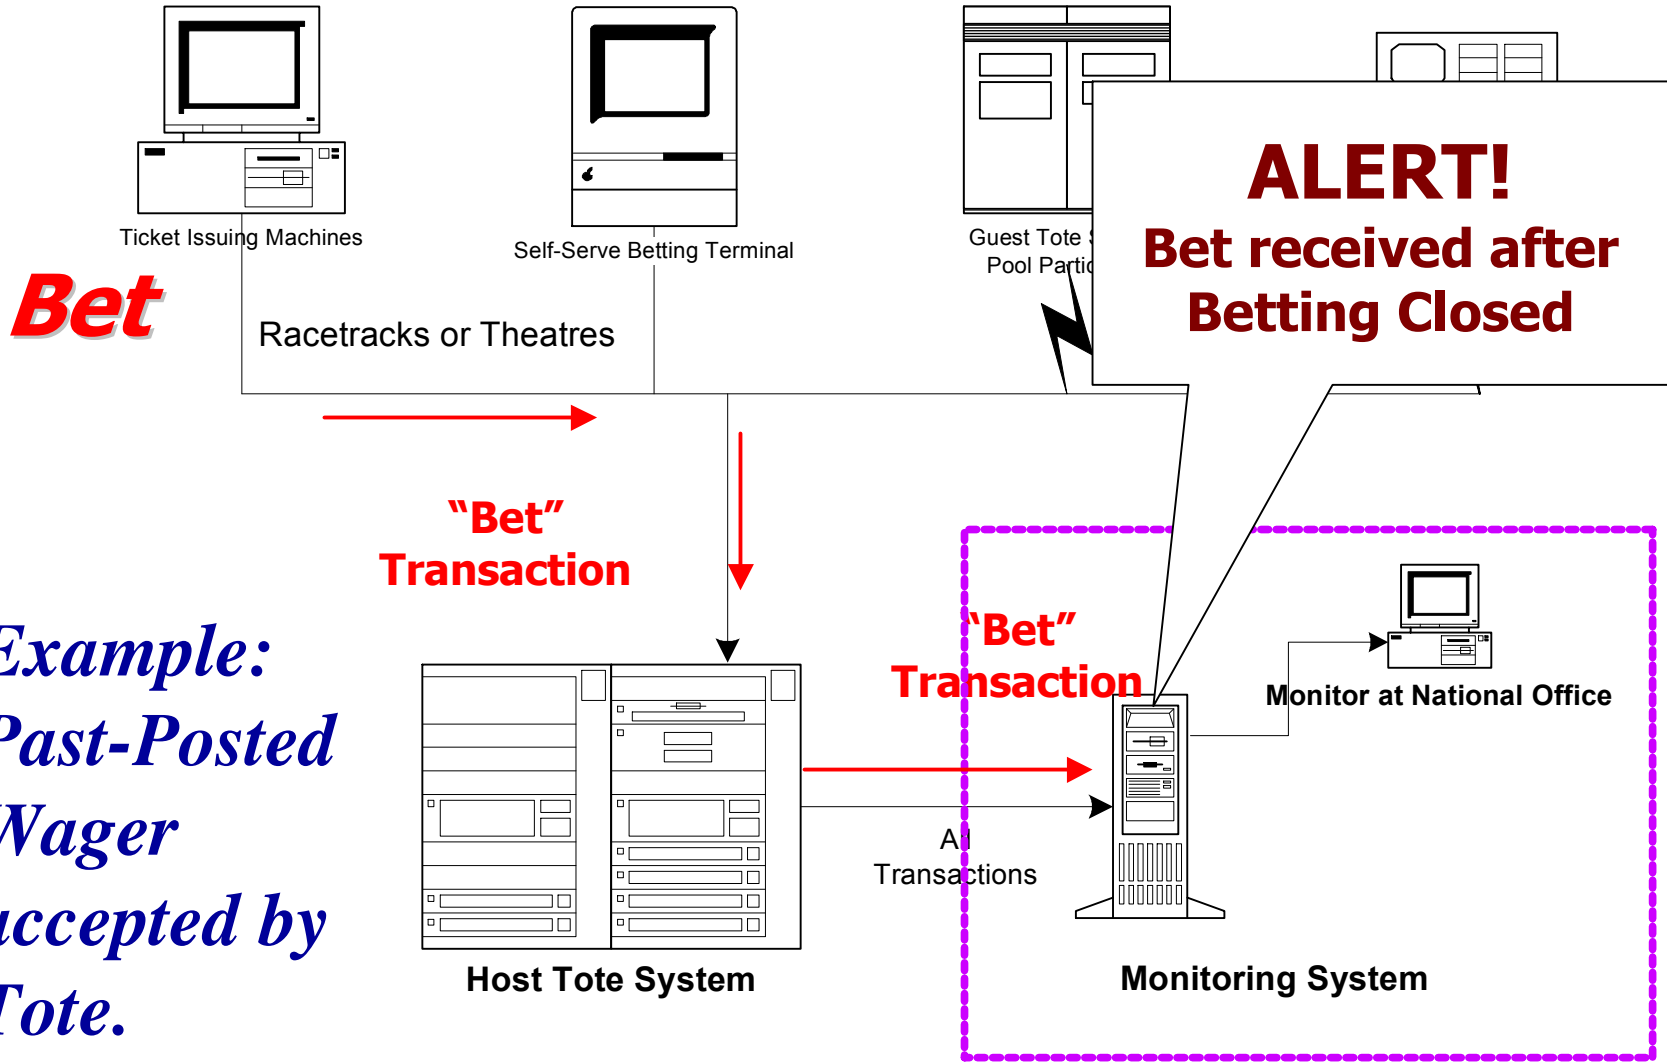 Ticket Issuing Machines
Self-Serve Betting Terminal
Guest Tote
Pool
ALERT!
Bet received after
Betting Closed
Bet
Racetracks or Theatres
“Bet”
Transaction
“Bet”
Transaction
Example:
Past-Posted
Wager
accepted by
Tote.
Monitor at National Office
All
Transactions
Host Tote System
Monitoring System